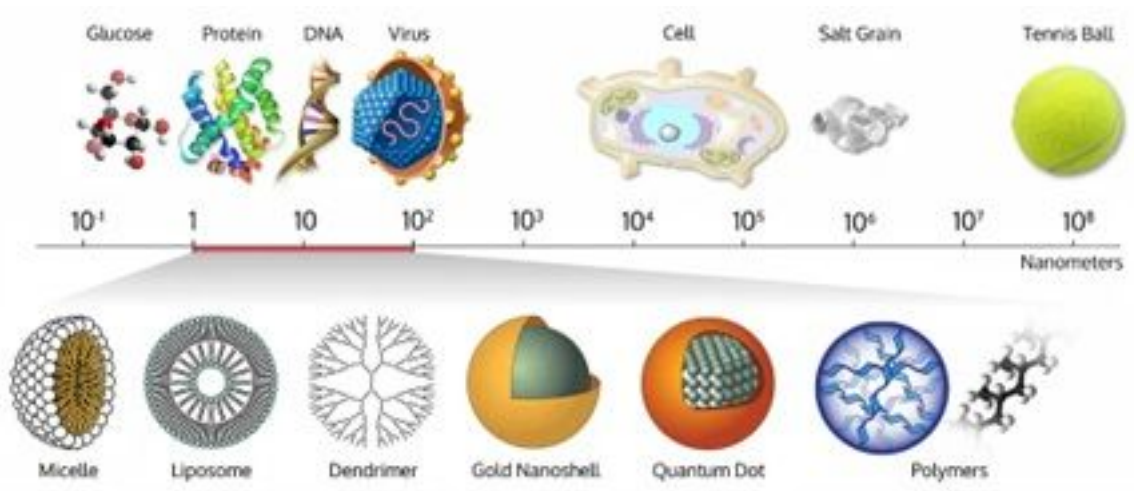 Glucose Protein DNA Virus Cell Salt Grain Tennis Ball
10⁻¹ 1 10 10² 10³ 10⁴ 10⁵ 10⁶ 10⁷ 10⁸
Nanometers
Micelle Liposome Dendrimer Gold Nanoshell Quantum Dot Polymers